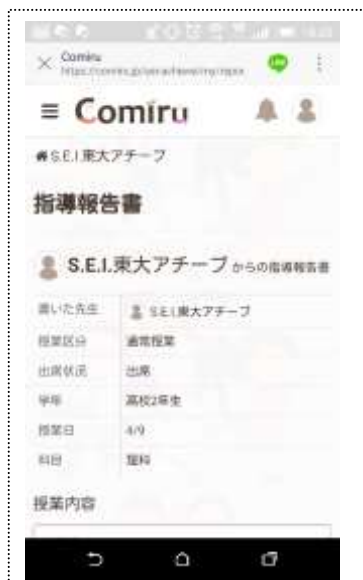 Comiru
Comiru
S.E.I.東大アチーブ
指導報告書
S.E.I.東大アチーブ からの指導報告書
書いた先生 S.E.I.東大アチーブ
授業区分 通常授業
出席状況 出席
学年 高校2年生
授業日 4/9
科目 理科
授業内容